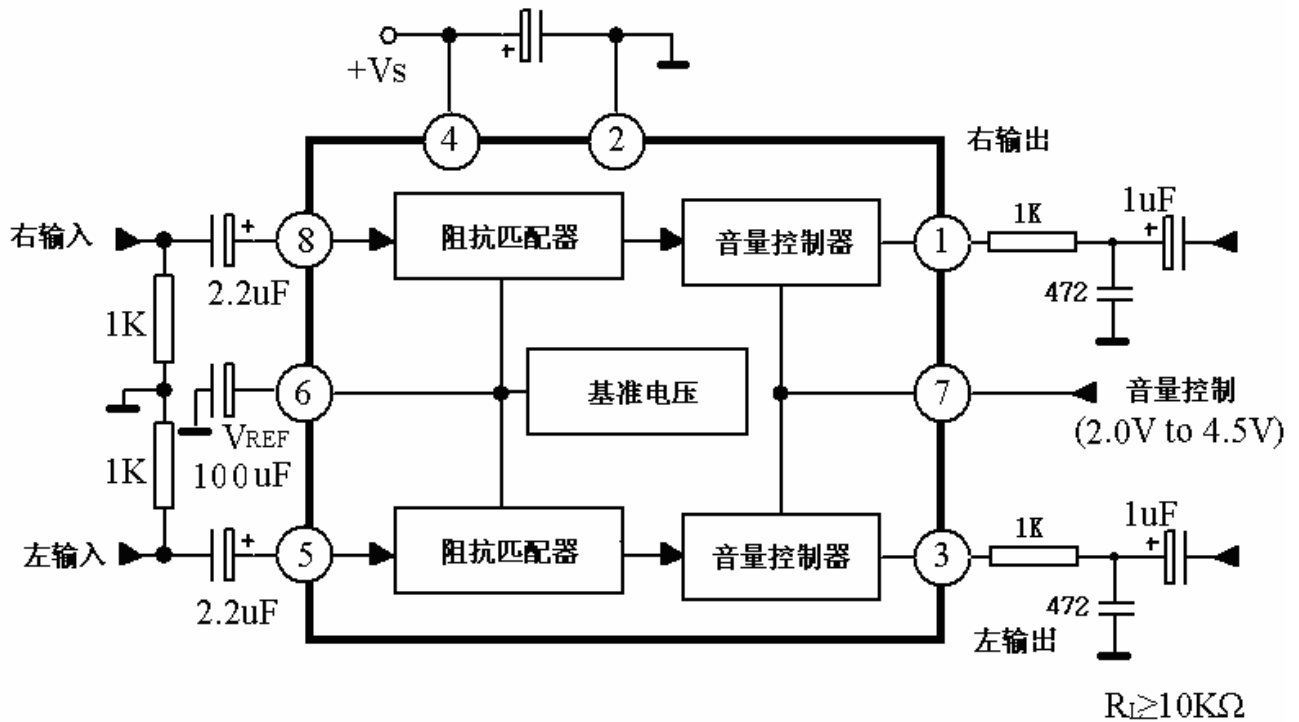 +Vs
+
4
2
右输出
右输入
+
8
阻抗匹配器
音量控制器
1
1K
1uF
+
2.2uF
472
1K
6
基准电压
7
音量控制
(2.0V to 4.5V)
VREF
100uF
1K
左输入
+
5
阻抗匹配器
音量控制器
3
1K
1uF
+
2.2uF
472
左输出
RL≥10KΩ